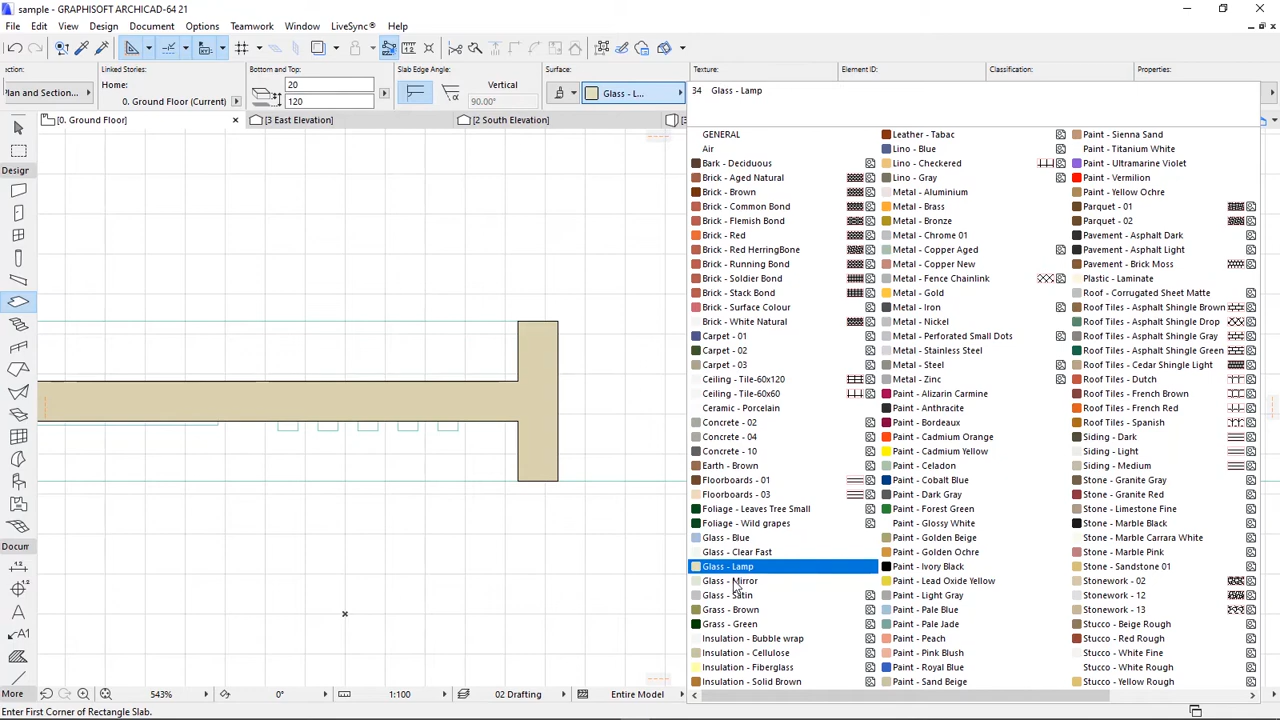 sample - GRAPHISOFT ARCHICAD-64 21
File Edit View Design Document Options Teamwork Window LiveSync® Help
ction: Linked Stories: Bottom and Top: Slab Edge Angle: Surface: Texture: Element ID: Classification: Properties:
Plan and Section... Home: 20 Vertical Glass - L...
0. Ground Floor (Current) 120 90.00°
34 Glass - Lamp
[0. Ground Floor] [3 East Elevation] [2 South Elevation]
Design
Docum
More
GENERAL
Air
Bark - Deciduous
Brick - Aged Natural
Brick - Brown
Brick - Common Bond
Brick - Flemish Bond
Brick - Red
Brick - Red HerringBone
Brick - Running Bond
Brick - Soldier Bond
Brick - Stack Bond
Brick - Surface Colour
Brick - White Natural
Carpet - 01
Carpet - 02
Carpet - 03
Ceiling - Tile-60x120
Ceiling - Tile-60x60
Ceramic - Porcelain
Concrete - 02
Concrete - 04
Concrete - 10
Earth - Brown
Floorboards - 01
Floorboards - 03
Foliage - Leaves Tree Small
Foliage - Wild grapes
Glass - Blue
Glass - Clear Fast
Glass - Lamp
Glass - Mirror
Glass - Satin
Grass - Brown
Grass - Green
Insulation - Bubble wrap
Insulation - Cellulose
Insulation - Fiberglass
Insulation - Solid Brown
Leather - Tabac
Lino - Blue
Lino - Checkered
Lino - Gray
Metal - Aluminium
Metal - Brass
Metal - Bronze
Metal - Chrome 01
Metal - Copper Aged
Metal - Copper New
Metal - Fence Chainlink
Metal - Gold
Metal - Iron
Metal - Nickel
Metal - Perforated Small Dots
Metal - Stainless Steel
Metal - Steel
Metal - Zinc
Paint - Alizarin Carmine
Paint - Anthracite
Paint - Bordeaux
Paint - Cadmium Orange
Paint - Cadmium Yellow
Paint - Celadon
Paint - Cobalt Blue
Paint - Dark Gray
Paint - Forest Green
Paint - Glossy White
Paint - Golden Beige
Paint - Golden Ochre
Paint - Ivory Black
Paint - Lead Oxide Yellow
Paint - Light Gray
Paint - Pale Blue
Paint - Pale Jade
Paint - Peach
Paint - Pink Blush
Paint - Royal Blue
Paint - Sand Beige
Paint - Sienna Sand
Paint - Titanium White
Paint - Ultramarine Violet
Paint - Vermilion
Paint - Yellow Ochre
Parquet - 01
Parquet - 02
Pavement - Asphalt Dark
Pavement - Asphalt Light
Pavement - Brick Moss
Plastic - Laminate
Roof - Corrugated Sheet Matte
Roof Tiles - Asphalt Shingle Brown
Roof Tiles - Asphalt Shingle Drop
Roof Tiles - Asphalt Shingle Gray
Roof Tiles - Asphalt Shingle Green
Roof Tiles - Cedar Shingle Light
Roof Tiles - Dutch
Roof Tiles - French Brown
Roof Tiles - French Red
Roof Tiles - Spanish
Siding - Dark
Siding - Light
Siding - Medium
Stone - Granite Gray
Stone - Granite Red
Stone - Limestone Fine
Stone - Marble Black
Stone - Marble Carrara White
Stone - Marble Pink
Stone - Sandstone 01
Stonework - 02
Stonework - 12
Stonework - 13
Stucco - Beige Rough
Stucco - Red Rough
Stucco - White Fine
Stucco - White Rough
Stucco - Yellow Rough
543% 0° 1:100 02 Drafting Entire Model
Enter First Corner of Rectangle Slab.